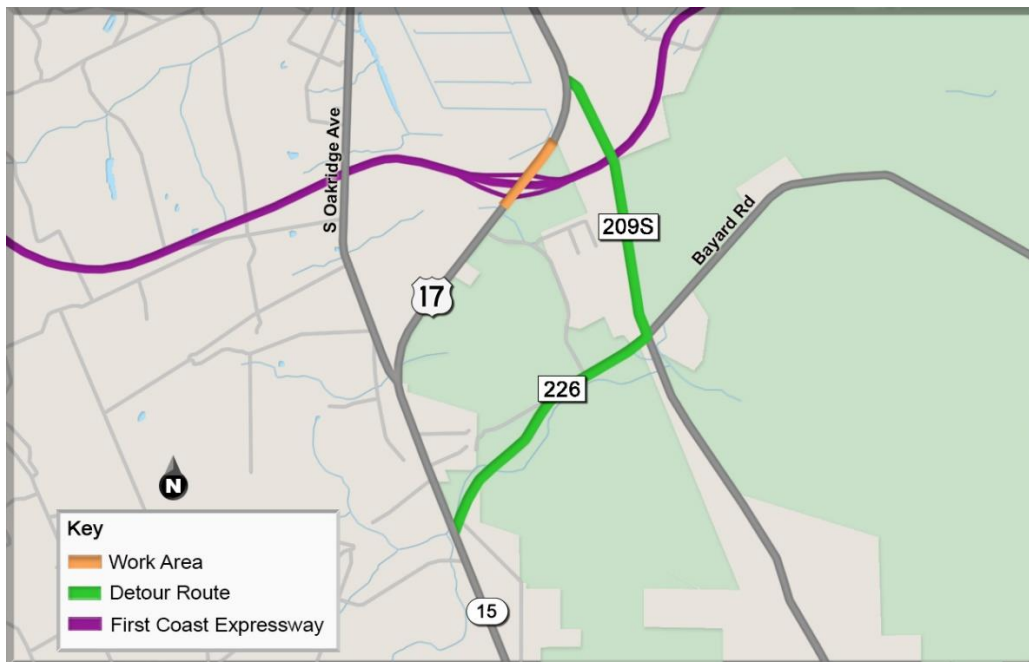 S Oakridge Ave
209S
Bayard Rd
17
226
N
Key
Work Area
Detour Route
First Coast Expressway
15